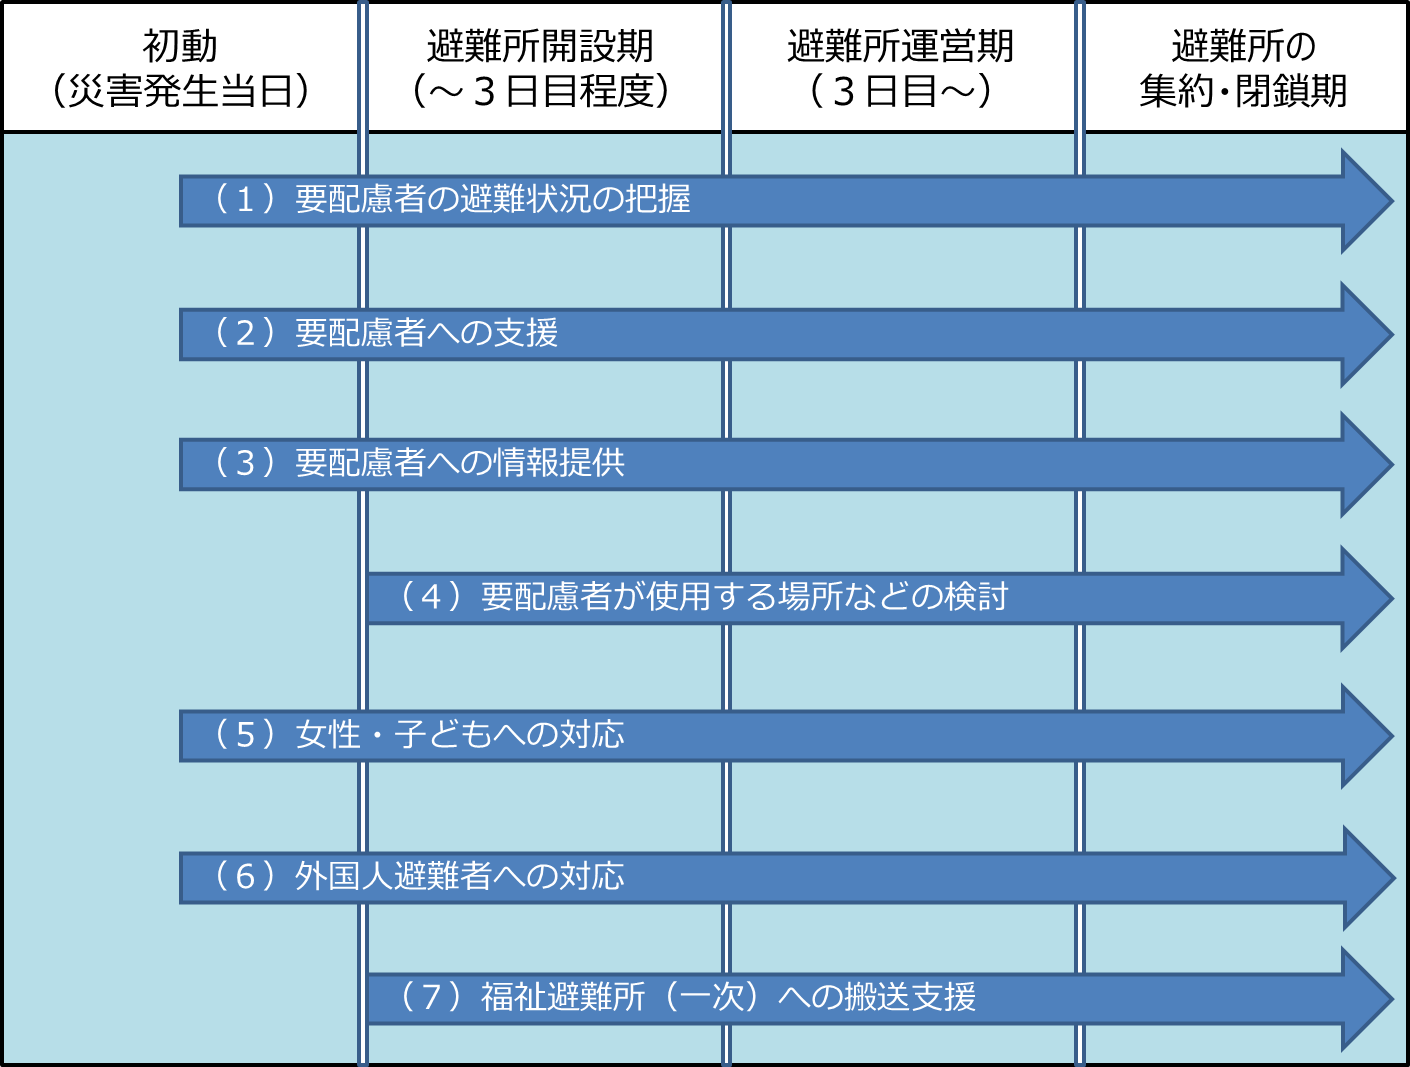 初動
（災害発生当日）
避難所開設期
（～３日目程度）
避難所運営期
（３日目～）
避難所の
集約・閉鎖期
（１）要配慮者の避難状況の把握
（２）要配慮者への支援
（３）要配慮者への情報提供
（４）要配慮者が使用する場所などの検討
（５）女性・子どもへの対応
（６）外国人避難者への対応
（７）福祉避難所（一次）への搬送支援